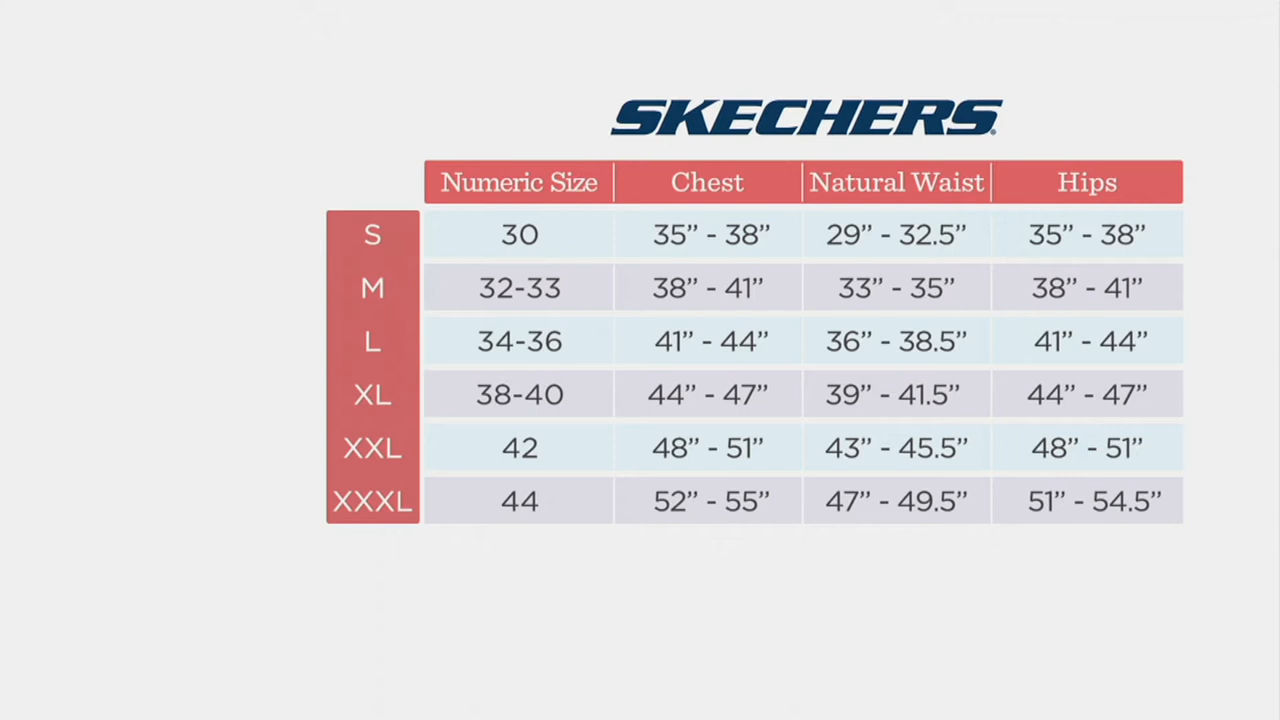 SKECHERS
Numeric Size Chest Natural Waist Hips
S 30 35” - 38” 29” - 32.5” 35” - 38”
M 32-33 38” - 41” 33” - 35” 38” - 41”
L 34-36 41” - 44” 36” - 38.5” 41” - 44”
XL 38-40 44” - 47” 39” - 41.5” 44” - 47”
XXL 42 48” - 51” 43” - 45.5” 48” - 51”
XXXL 44 52” - 55” 47” - 49.5” 51” - 54.5”